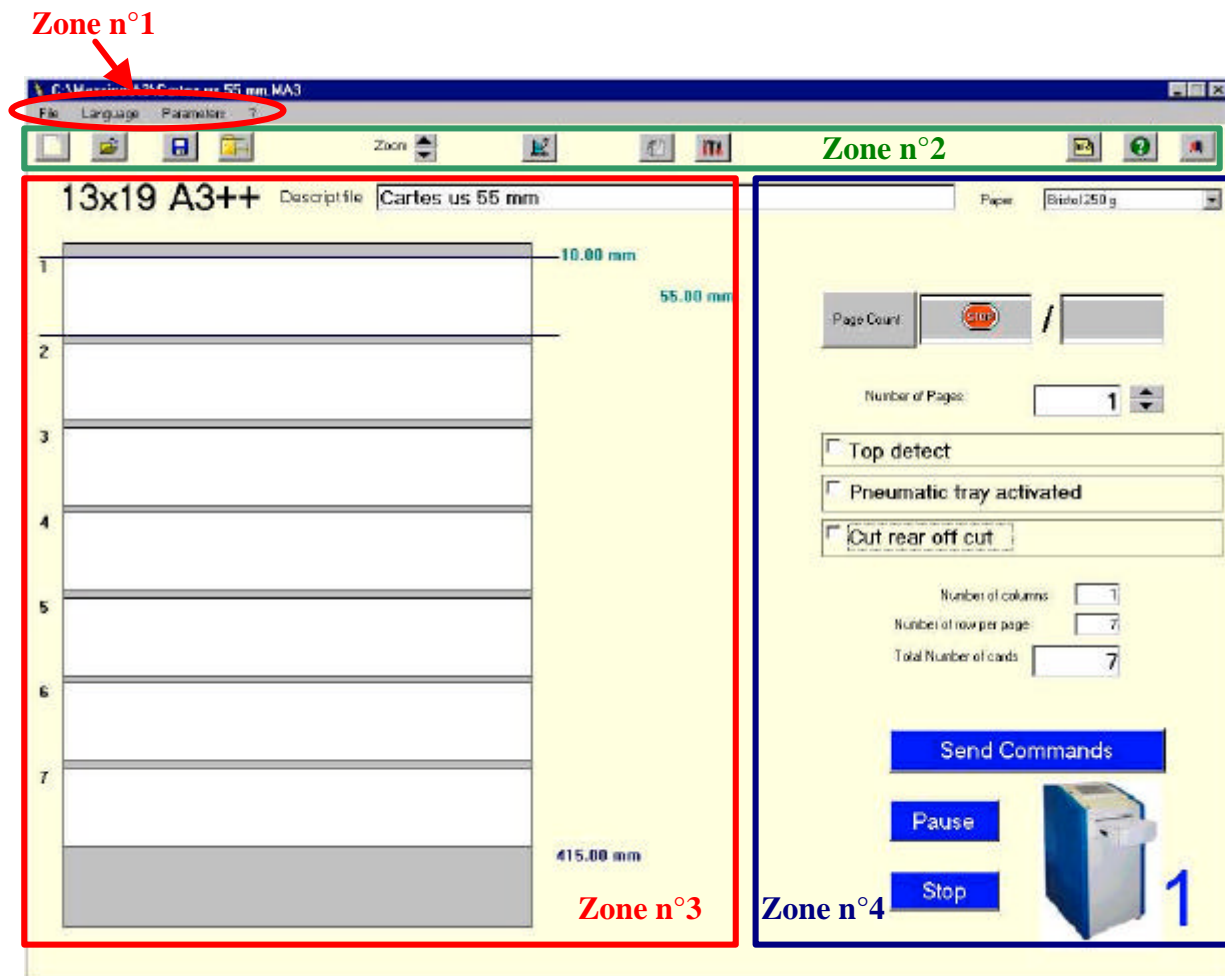 Zone n°1
55 mm.MA3
File Language Parameters ?
Zoom
Zone n°2
13x19 A3++ Descript file Cartes us 55 mm
Paper Bristol 250 g
1
10.00 mm
55.00 mm
Page Count STOP /
2
Number of Pages 1
3
Top detect
Pneumatic tray activated
4
Cut rear off cut
5
Number of columns 1
Number of row per page 7
Total Number of cards 7
6
Send Commands
7
Pause
415.00 mm
Stop
1
Zone n°3
Zone n°4